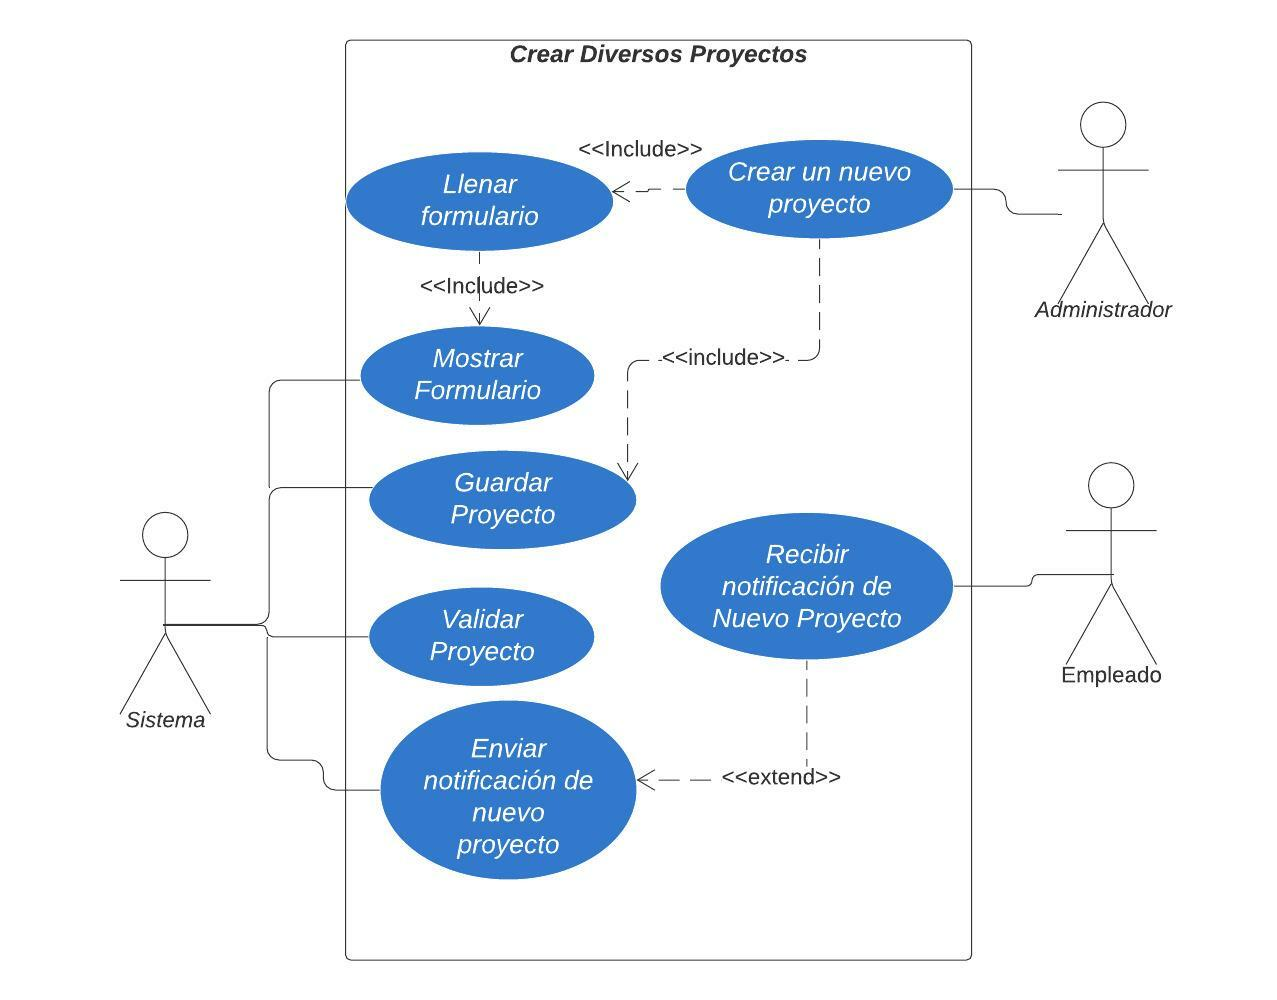 Crear Diversos Proyectos
<<Include>>
Llenar
formulario
Crear un nuevo
proyecto
<<Include>>
Administrador
Mostrar
Formulario
<<include>>
Guardar
Proyecto
Recibir
notificación de
Nuevo Proyecto
Validar
Proyecto
Empleado
Sistema
Enviar
notificación de
nuevo
proyecto
<<extend>>